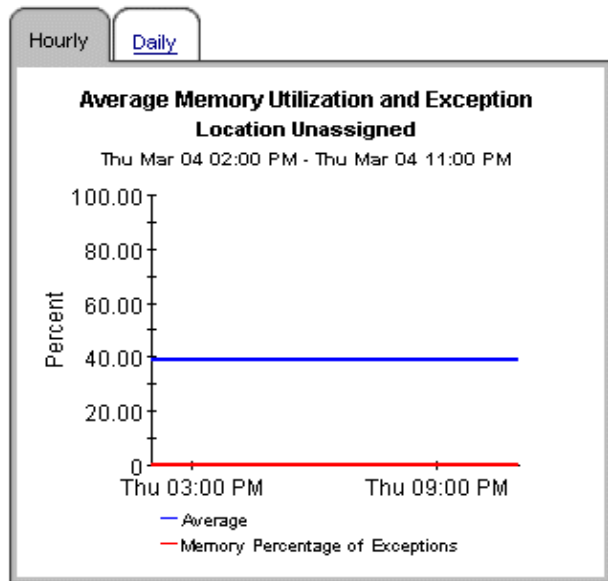 Hourly
Daily
Average Memory Utilization and Exception
Location Unassigned
Thu Mar 04 02:00 PM - Thu Mar 04 11:00 PM
100.00
80.00
60.00
40.00
20.00
0
Percent
Thu 03:00 PM
Thu 09:00 PM
Average
Memory Percentage of Exceptions